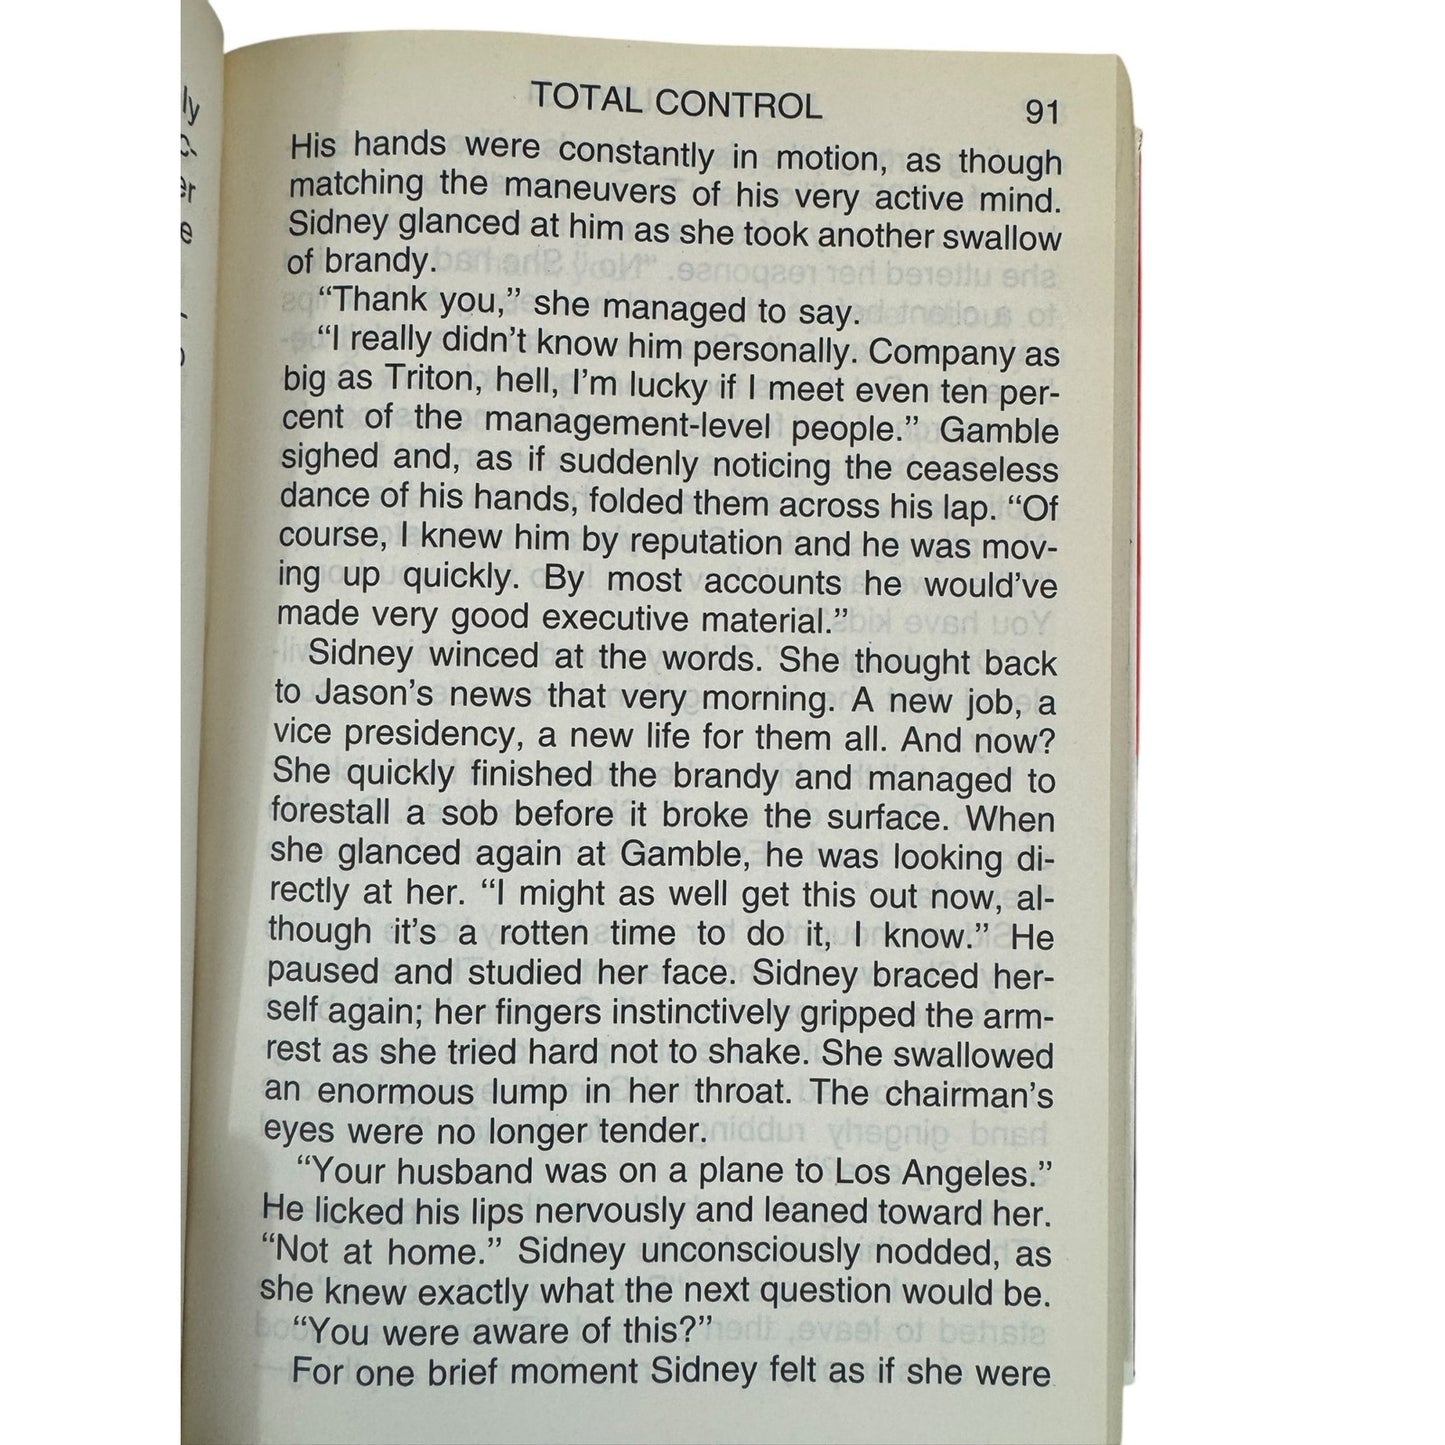 TOTAL CONTROL 91
His hands were constantly in motion, as though
matching the maneuvers of his very active mind.
Sidney glanced at him as she took another swallow
of brandy.
“Thank you,” she managed to say.
“I really didn’t know him personally. Company as
big as Triton, hell, I’m lucky if I meet even ten per-
cent of the management-level people.” Gamble
sighed and, as if suddenly noticing the ceaseless
dance of his hands, folded them across his lap. “Of
course, I knew him by reputation and he was mov-
ing up quickly. By most accounts he would’ve
made very good executive material.”
Sidney winced at the words. She thought back
to Jason’s news that very morning. A new job, a
vice presidency, a new life for them all. And now?
She quickly finished the brandy and managed to
forestall a sob before it broke the surface. When
she glanced again at Gamble, he was looking di-
rectly at her. “I might as well get this out now, al-
though it’s a rotten time to do it, I know.” He
paused and studied her face. Sidney braced her-
self again; her fingers instinctively gripped the arm-
rest as she tried hard not to shake. She swallowed
an enormous lump in her throat. The chairman’s
eyes were no longer tender.
“Your husband was on a plane to Los Angeles.”
He licked his lips nervously and leaned toward her.
“Not at home.” Sidney unconsciously nodded, as
she knew exactly what the next question would be.
“You were aware of this?”
For one brief moment Sidney felt as if she were